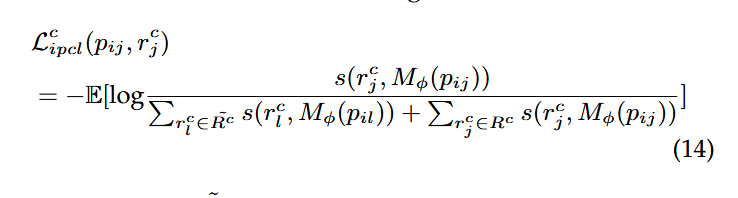 $\mathcal{L}^{c}_{ipcl}(p_{ij}, r^{c}_{j})$
$= -\mathbb{E}[\log \frac{s(r^{c}_{j}, M_{\phi}(p_{ij}))}{\sum_{r^{c}_{l} \in \tilde{R^{c}}} s(r^{c}_{l}, M_{\phi}(p_{il})) + \sum_{r^{c}_{j} \in R^{c}} s(r^{c}_{j}, M_{\phi}(p_{ij}))}]$
(14)